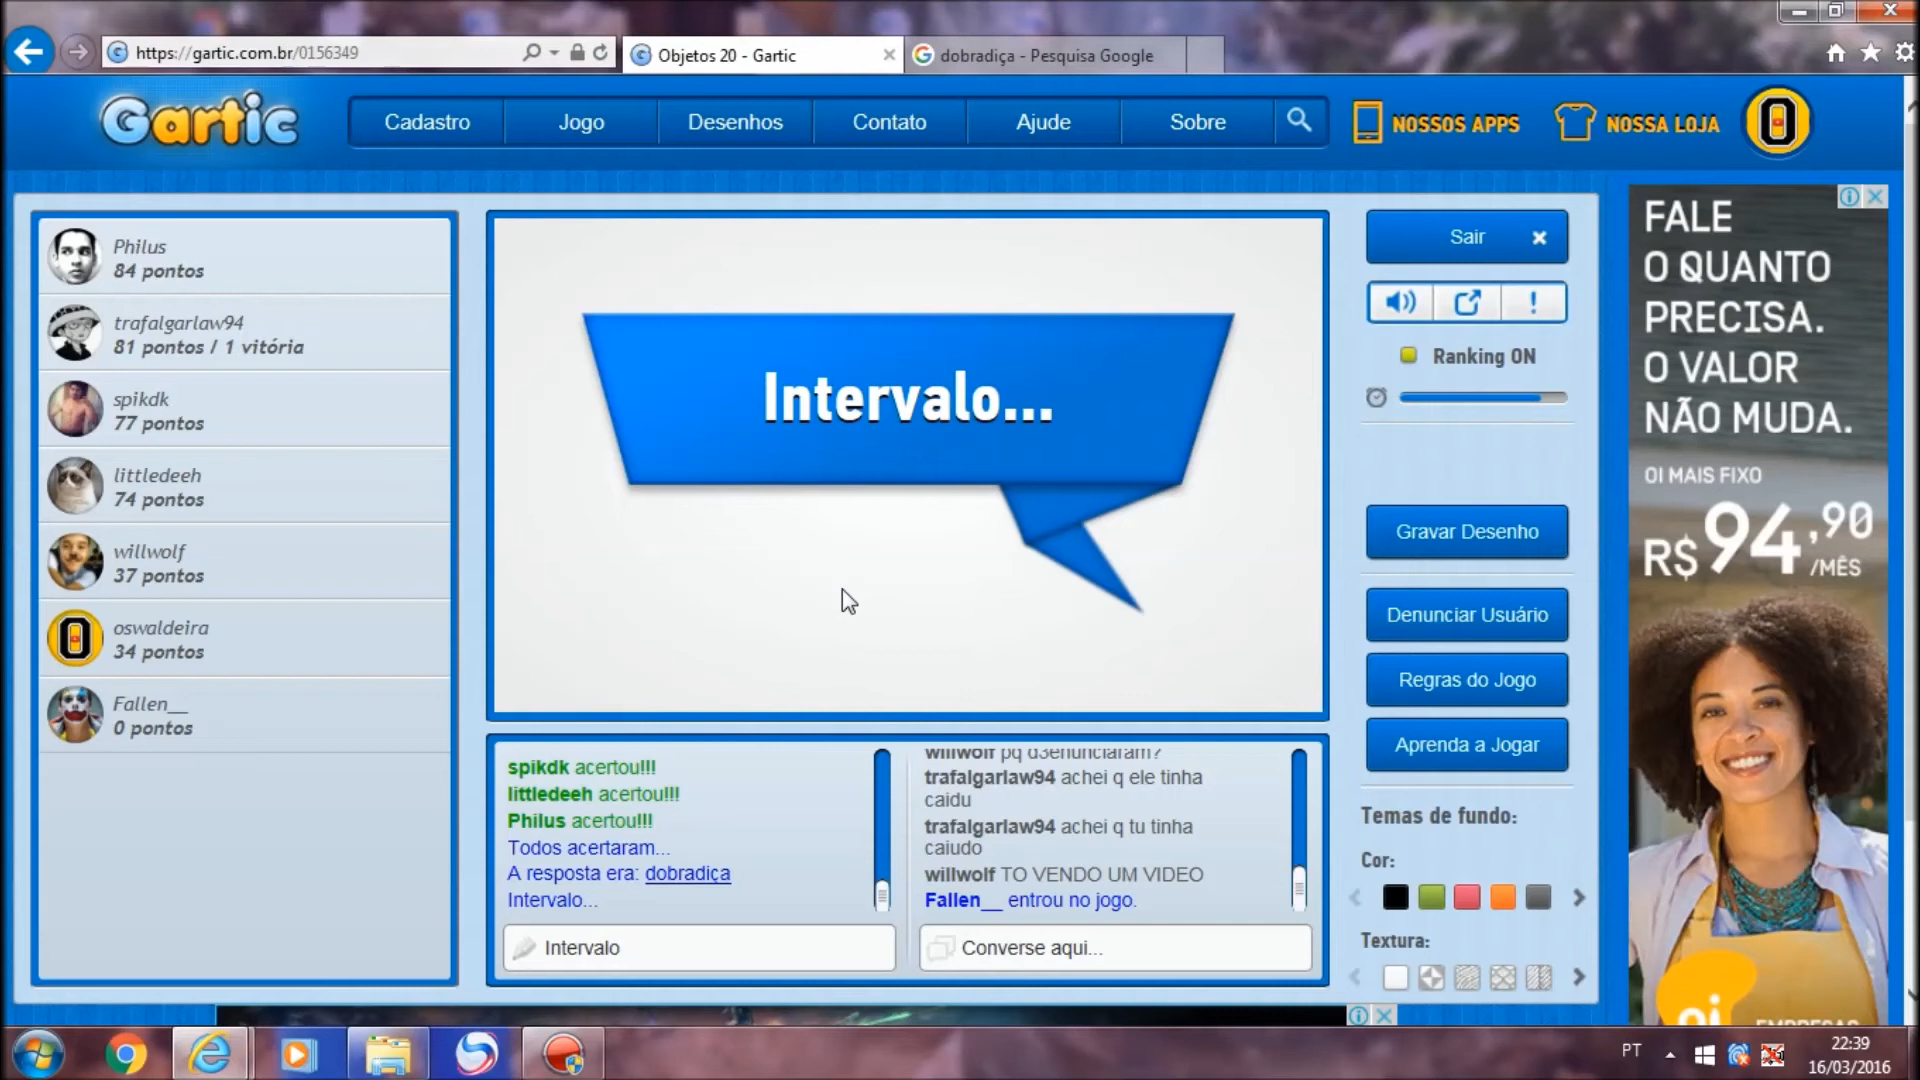 https://gartic.com.br/0156349
Objetos 20 - Gartic
dobradiça - Pesquisa Google
Gartic
Cadastro
Jogo
Desenhos
Contato
Ajude
Sobre
NOSSOS APPS
NOSSA LOJA
Philus
84 pontos
trafalgarlaw94
81 pontos / 1 vitória
spikdk
77 pontos
littledeeh
74 pontos
willwolf
37 pontos
oswaldeira
34 pontos
Fallen__
0 pontos
Intervalo...
spikdk acertou!!!
littledeeh acertou!!!
Philus acertou!!!
Todos acertaram...
A resposta era: dobradiça
Intervalo...
Intervalo
willwolf pq d3enunciaram?
trafalgarlaw94 achei q ele tinha
caidu
trafalgarlaw94 achei q tu tinha
caiudo
willwolf TO VENDO UM VIDEO
Fallen__ entrou no jogo.
Converse aqui...
Sair
Ranking ON
Gravar Desenho
Denunciar Usuário
Regras do Jogo
Aprenda a Jogar
Temas de fundo:
Cor:
Textura:
FALE
O QUANTO
PRECISA.
O VALOR
NÃO MUDA.
OI MAIS FIXO
R$94,90
/MÊS
oi
EMPRESAS
PT
22:39
16/03/2016